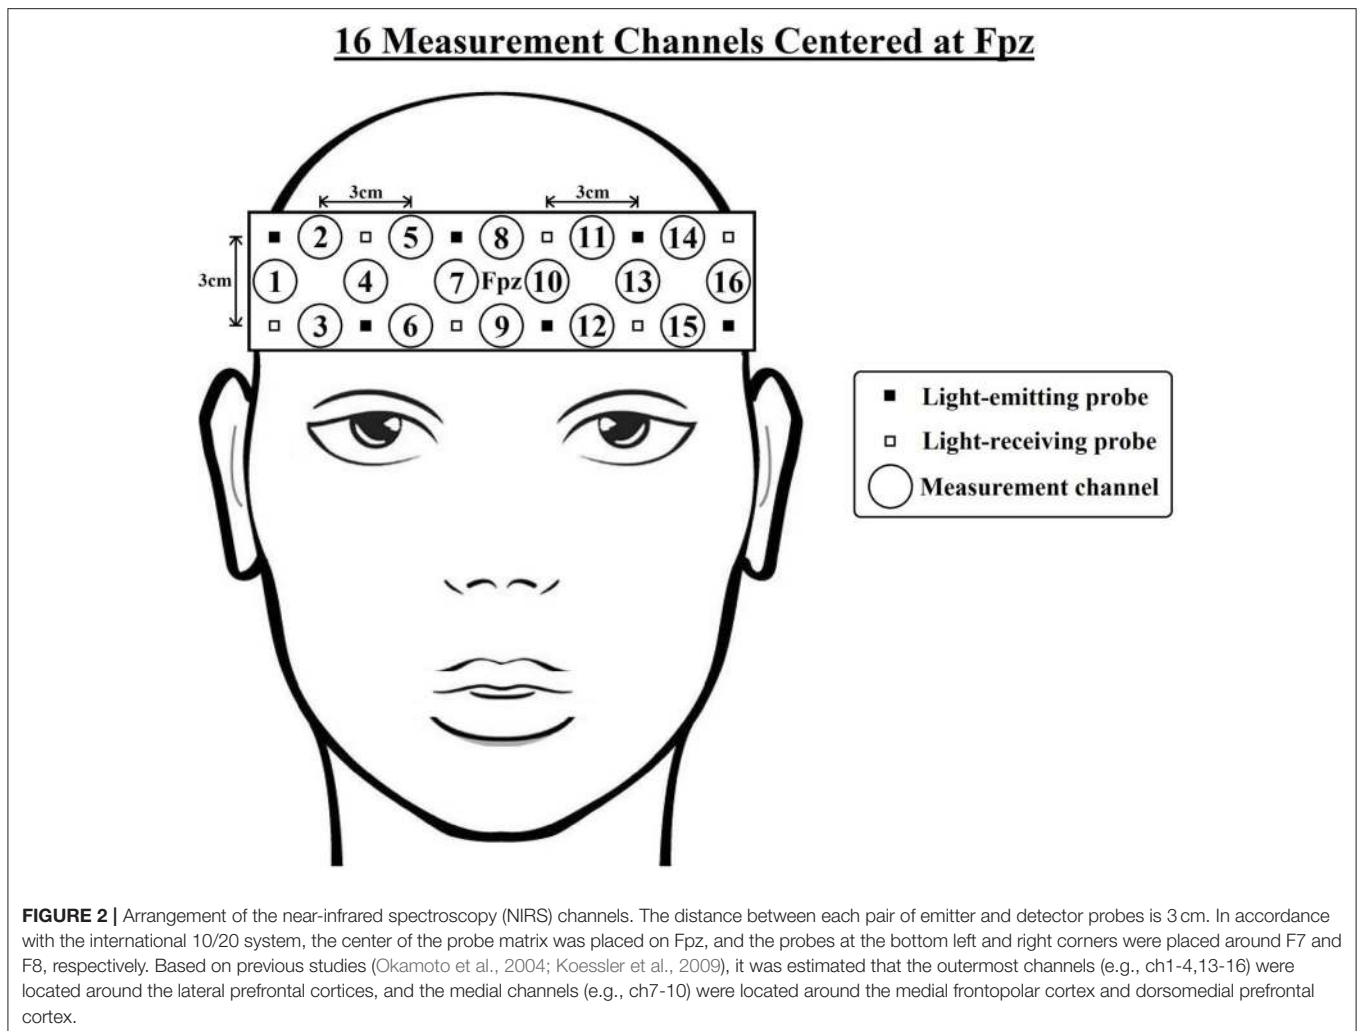 16 Measurement Channels Centered at Fpz
3cm 3cm
2 5 8 11 14
3cm 1 4 7 Fpz 10 13 16
3 6 9 12 15
Light-emitting probe
Light-receiving probe
Measurement channel
FIGURE 2 | Arrangement of the near-infrared spectroscopy (NIRS) channels. The distance between each pair of emitter and detector probes is 3 cm. In accordance
with the international 10/20 system, the center of the probe matrix was placed on Fpz, and the probes at the bottom left and right corners were placed around F7 and
F8, respectively. Based on previous studies (Okamoto et al., 2004; Koessler et al., 2009), it was estimated that the outermost channels (e.g., ch1-4,13-16) were
located around the lateral prefrontal cortices, and the medial channels (e.g., ch7-10) were located around the medial frontopolar cortex and dorsomedial prefrontal
cortex.